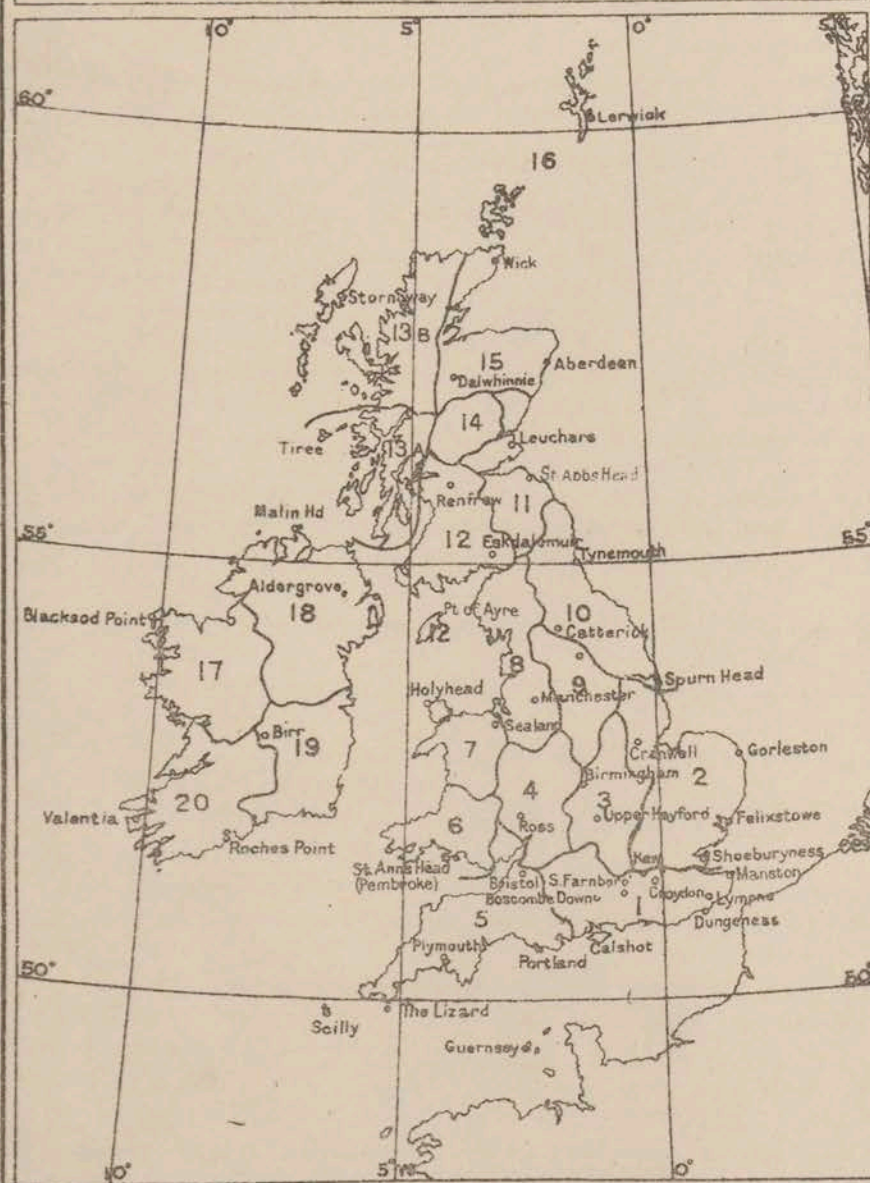 10° 5° 0° 5°
60°
Lerwick
16
Wick
Stornoway
13B
15
Aberdeen
Dalwhinnie
14
Leuchars
Tiree
13A
St Abbs Head
Renfrew
11
Malin Hd
55°
12
Eskdalemuir
Tynemouth
55°
Aldergrove
18
Pt of Ayre
10
Blacksod Point
12
Catterick
17
8
9
Spurn Head
Holyhead
Manchester
Sealand
Birr
19
Cranwell
Gorleston
7
Birmingham
2
4
3
20
Upper Heyford
Valentia
Ross
Felixstowe
6
Roches Point
Kew
Shoeburyness
St. Anns Head
(Pembroke)
Manston
Bristol
S. Farnboro
Boscombe Down
Croydon
Lympne
1
5
Dungeness
Plymouth
Calshot
Portland
50°
50°
The Lizard
Scilly
Guernsey
10° 5°W 0°